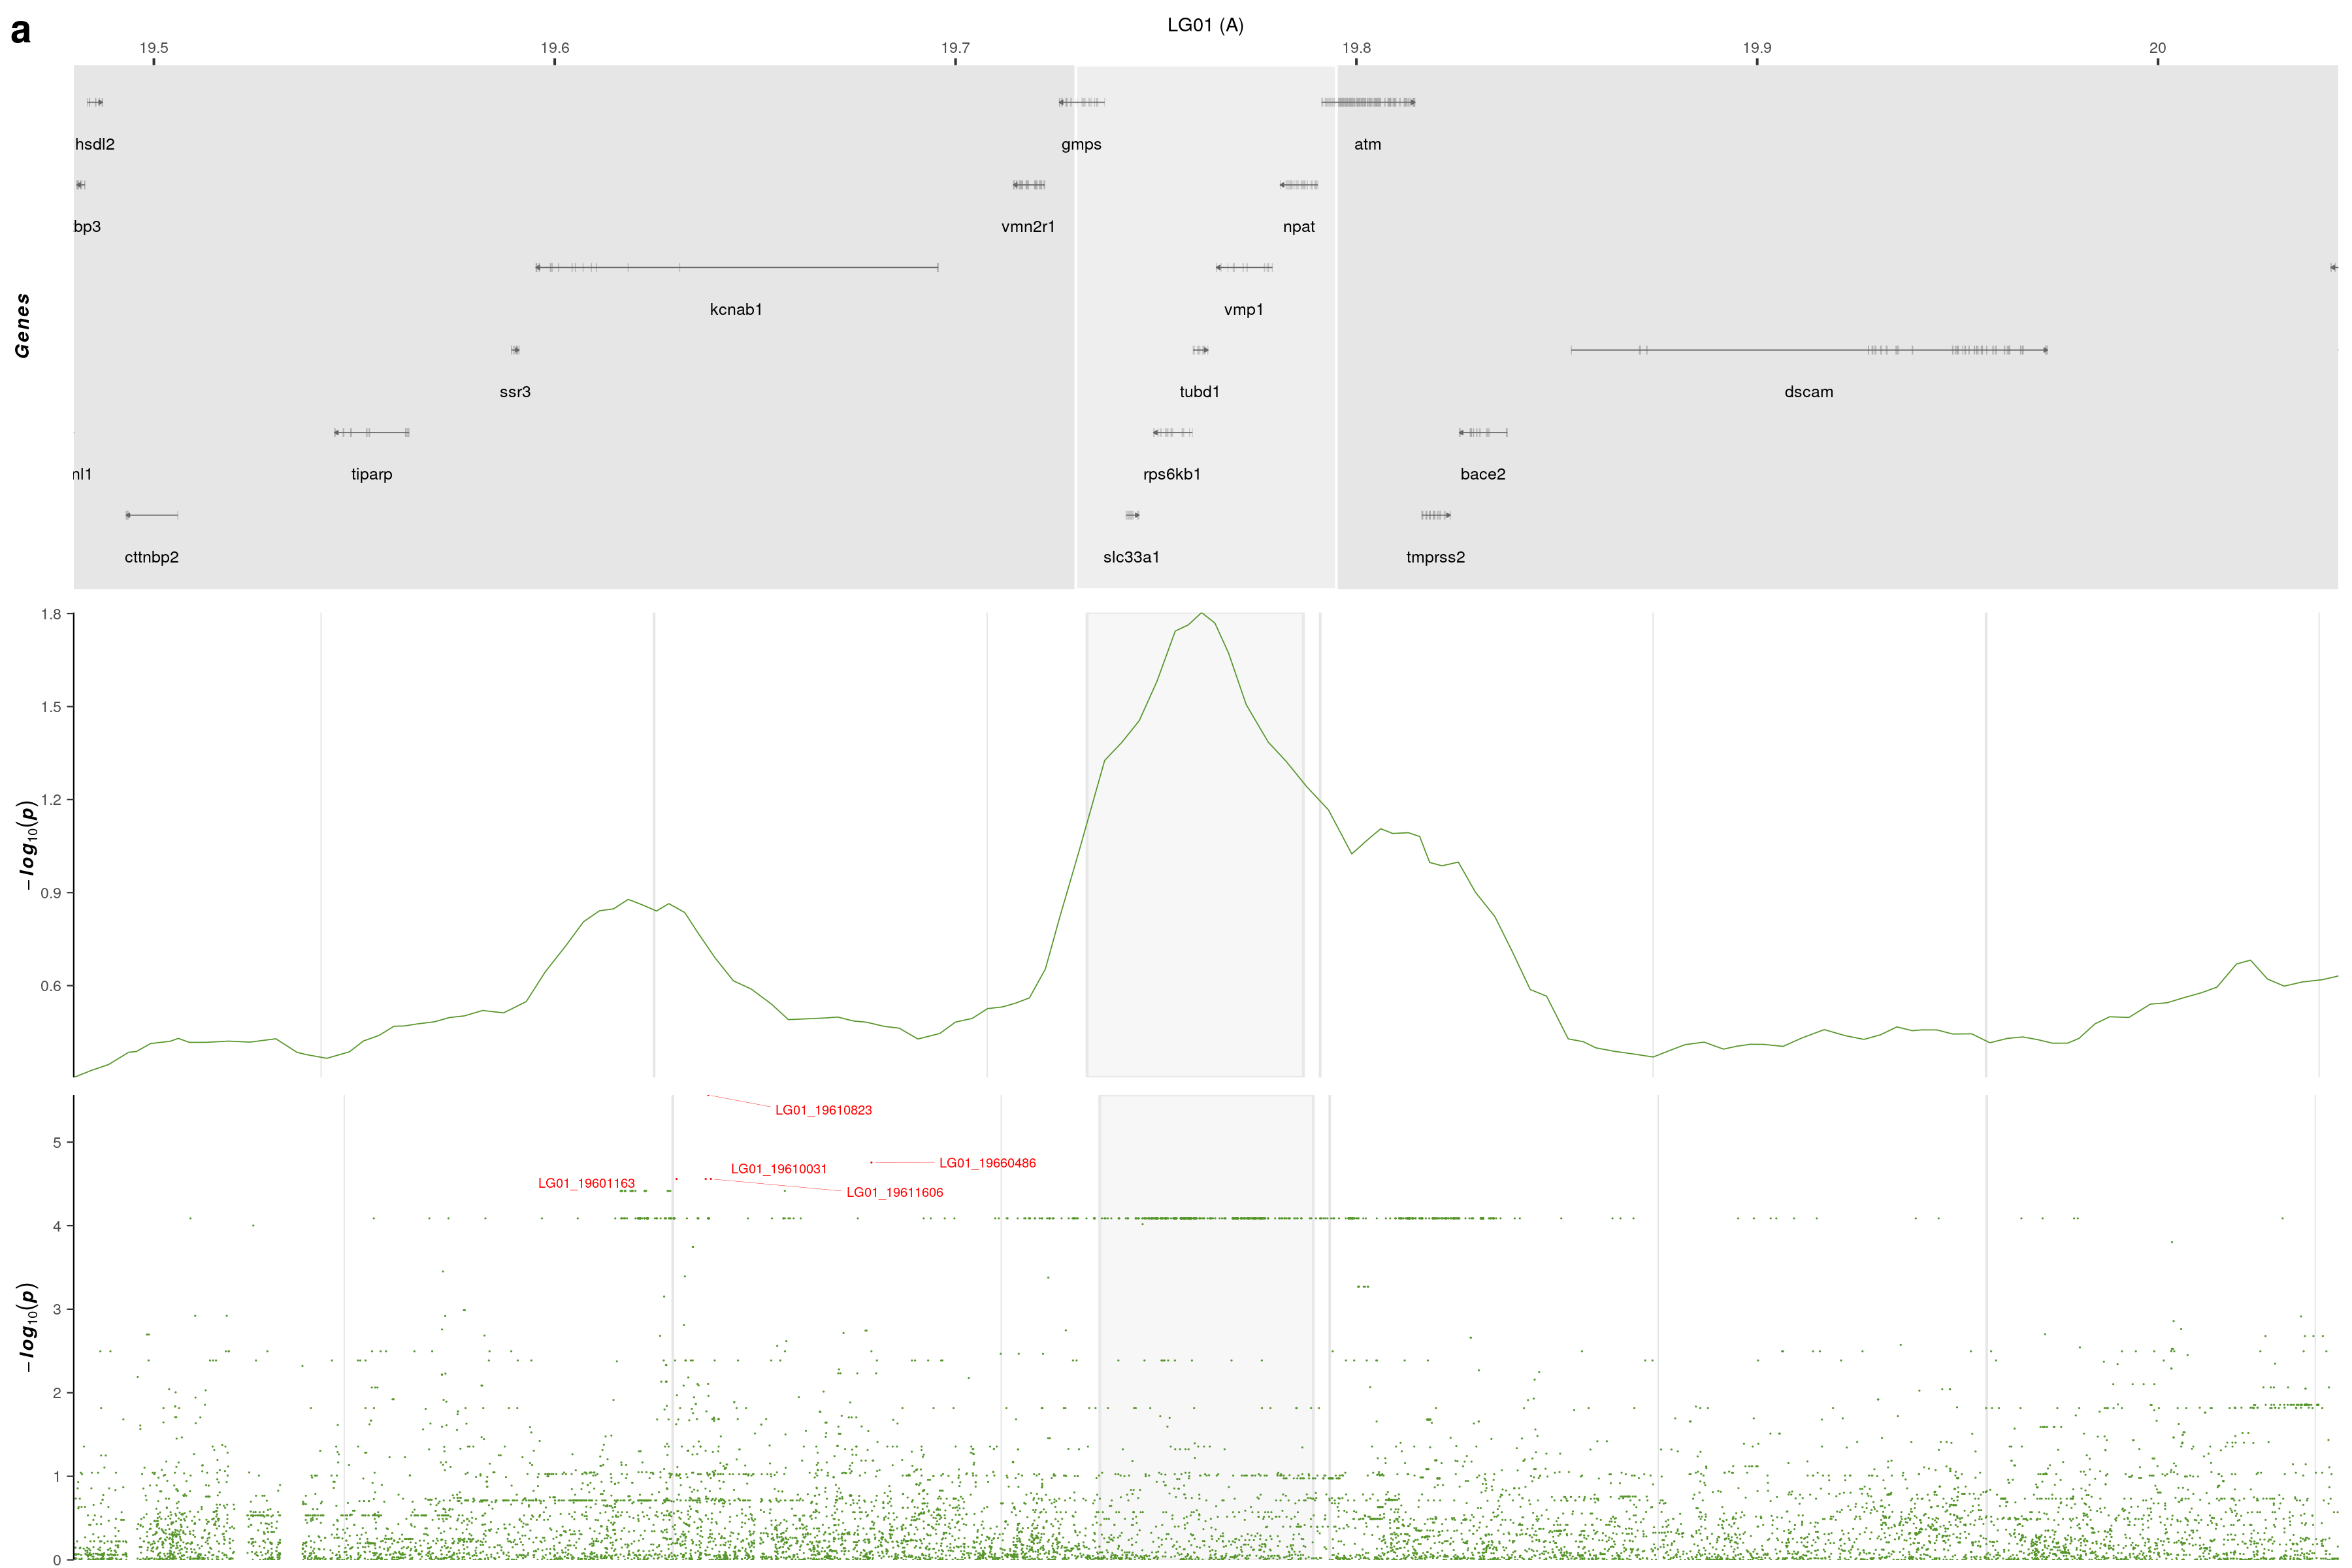 a
LG01 (A)
19.5 19.6 19.7 19.8 19.9 20
Genes
hsdl2 gmps atm
bp3 vmn2r1 npat
kcnab1 vmp1
ssr3 tubd1 dscam
nl1 tiparp rps6kb1 bace2
cttnbp2 slc33a1 tmprss2
−log10(p)
1.8
1.5
1.2
0.9
0.6
−log10(p)
LG01_19610823
5
LG01_19610031 LG01_19660486
LG01_19601163 LG01_19611606
4
3
2
1
0